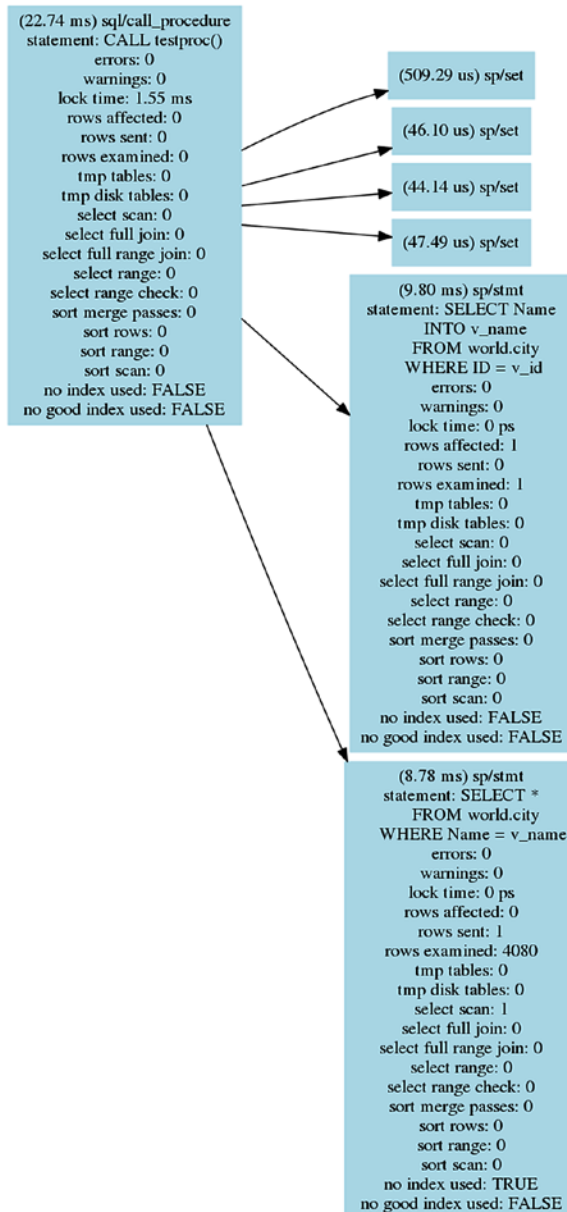 (22.74 ms) sql/call_procedure
statement: CALL testproc()
errors: 0
warnings: 0
lock time: 1.55 ms
rows affected: 0
rows sent: 0
rows examined: 0
tmp tables: 0
tmp disk tables: 0
select scan: 0
select full join: 0
select full range join: 0
select range: 0
select range check: 0
sort merge passes: 0
sort rows: 0
sort range: 0
sort scan: 0
no index used: FALSE
no good index used: FALSE
(509.29 us) sp/set
(46.10 us) sp/set
(44.14 us) sp/set
(47.49 us) sp/set
(9.80 ms) sp/stmt
statement: SELECT Name
INTO v_name
FROM world.city
WHERE ID = v_id
errors: 0
warnings: 0
lock time: 0 ps
rows affected: 1
rows sent: 0
rows examined: 1
tmp tables: 0
tmp disk tables: 0
select scan: 0
select full join: 0
select full range join: 0
select range: 0
select range check: 0
sort merge passes: 0
sort rows: 0
sort range: 0
sort scan: 0
no index used: FALSE
no good index used: FALSE
(8.78 ms) sp/stmt
statement: SELECT *
FROM world.city
WHERE Name = v_name
errors: 0
warnings: 0
lock time: 0 ps
rows affected: 0
rows sent: 1
rows examined: 4080
tmp tables: 0
tmp disk tables: 0
select scan: 1
select full join: 0
select full range join: 0
select range: 0
select range check: 0
sort merge passes: 0
sort rows: 0
sort range: 0
sort scan: 0
no index used: TRUE
no good index used: FALSE